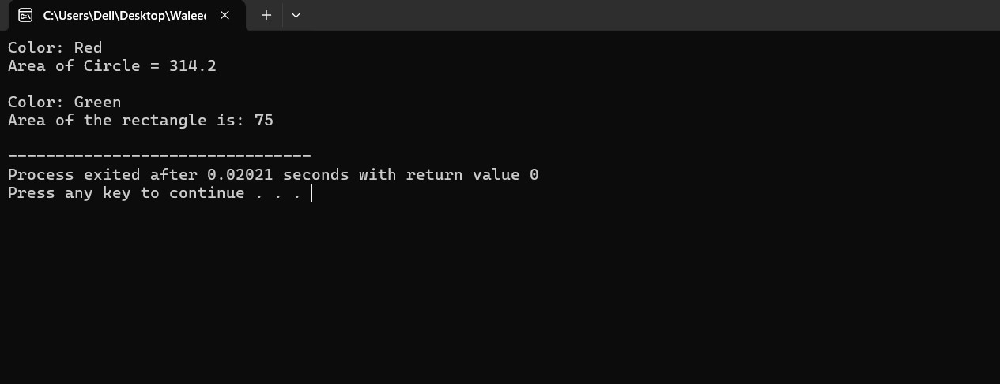 C:\Users\Dell\Desktop\Walee
Color: Red
Area of Circle = 314.2
Color: Green
Area of the rectangle is: 75
--------------------------------
Process exited after 0.02021 seconds with return value 0
Press any key to continue . . .